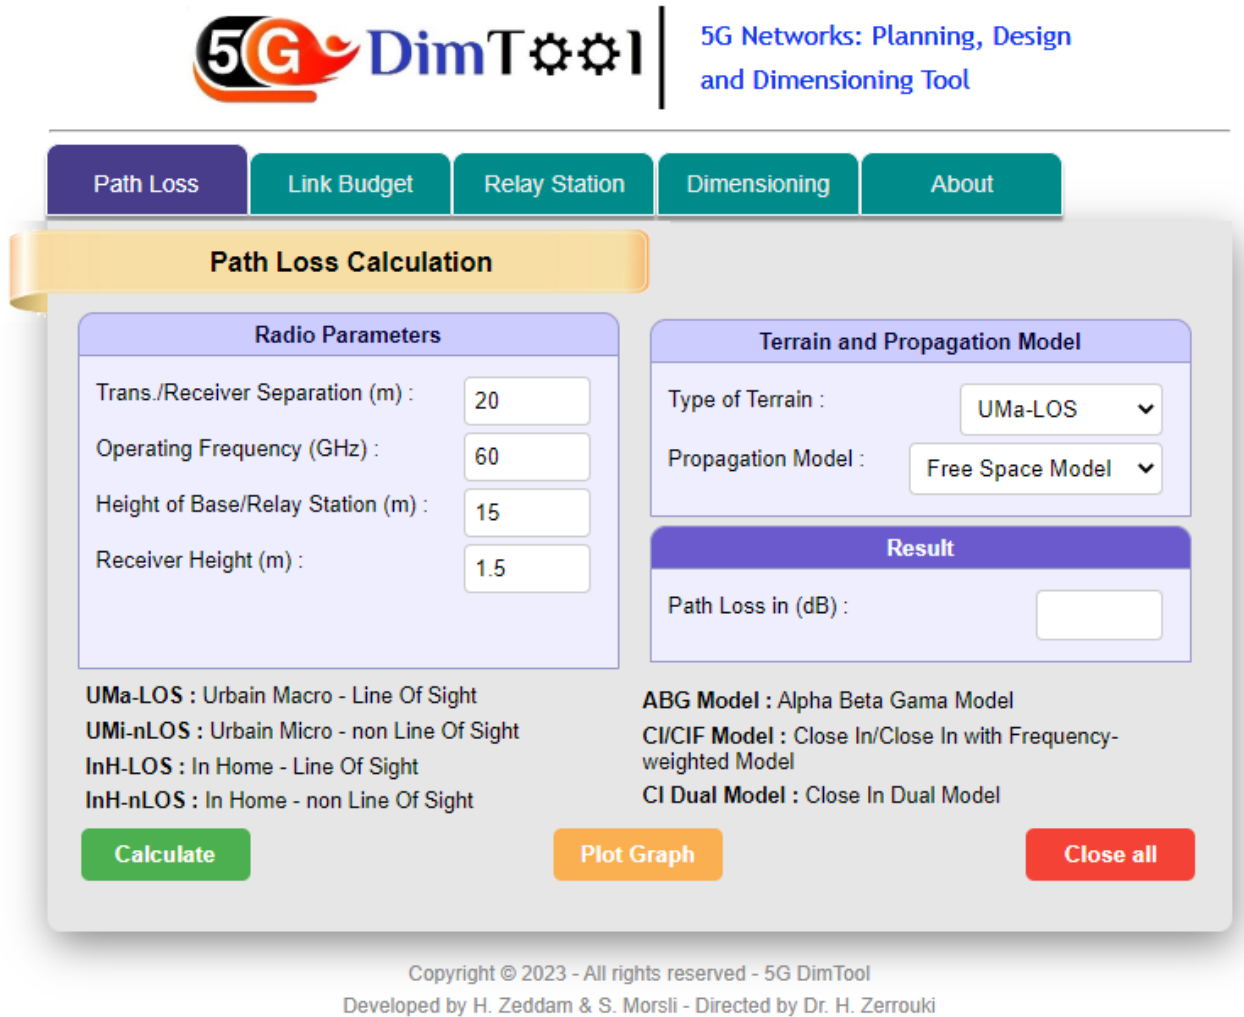 5G DimTool
5G Networks: Planning, Design
and Dimensioning Tool
Path Loss
Link Budget
Relay Station
Dimensioning
About
Path Loss Calculation
Radio Parameters
Trans./Receiver Separation (m) : 20
Operating Frequency (GHz) : 60
Height of Base/Relay Station (m) : 15
Receiver Height (m) : 1.5
Terrain and Propagation Model
Type of Terrain : UMa-LOS
Propagation Model : Free Space Model
Result
Path Loss in (dB) :
UMa-LOS : Urbain Macro - Line Of Sight
UMi-nLOS : Urbain Micro - non Line Of Sight
InH-LOS : In Home - Line Of Sight
InH-nLOS : In Home - non Line Of Sight
ABG Model : Alpha Beta Gama Model
CI/CIF Model : Close In/Close In with Frequency-
weighted Model
CI Dual Model : Close In Dual Model
Calculate
Plot Graph
Close all
Copyright © 2023 - All rights reserved - 5G DimTool
Developed by H. Zeddam & S. Morsli - Directed by Dr. H. Zerrouki